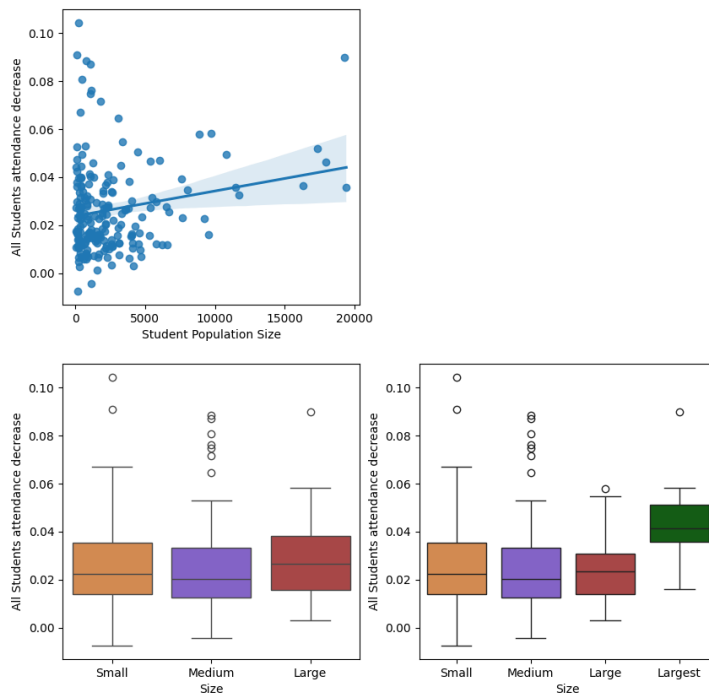 0.10
0.08
0.06
0.04
0.02
0.00
All Students attendance decrease
0 5000 10000 15000 20000
Student Population Size
0.10
0.08
0.06
0.04
0.02
0.00
All Students attendance decrease
Small Medium Large
Size
0.10
0.08
0.06
0.04
0.02
0.00
All Students attendance decrease
Small Medium Large Largest
Size